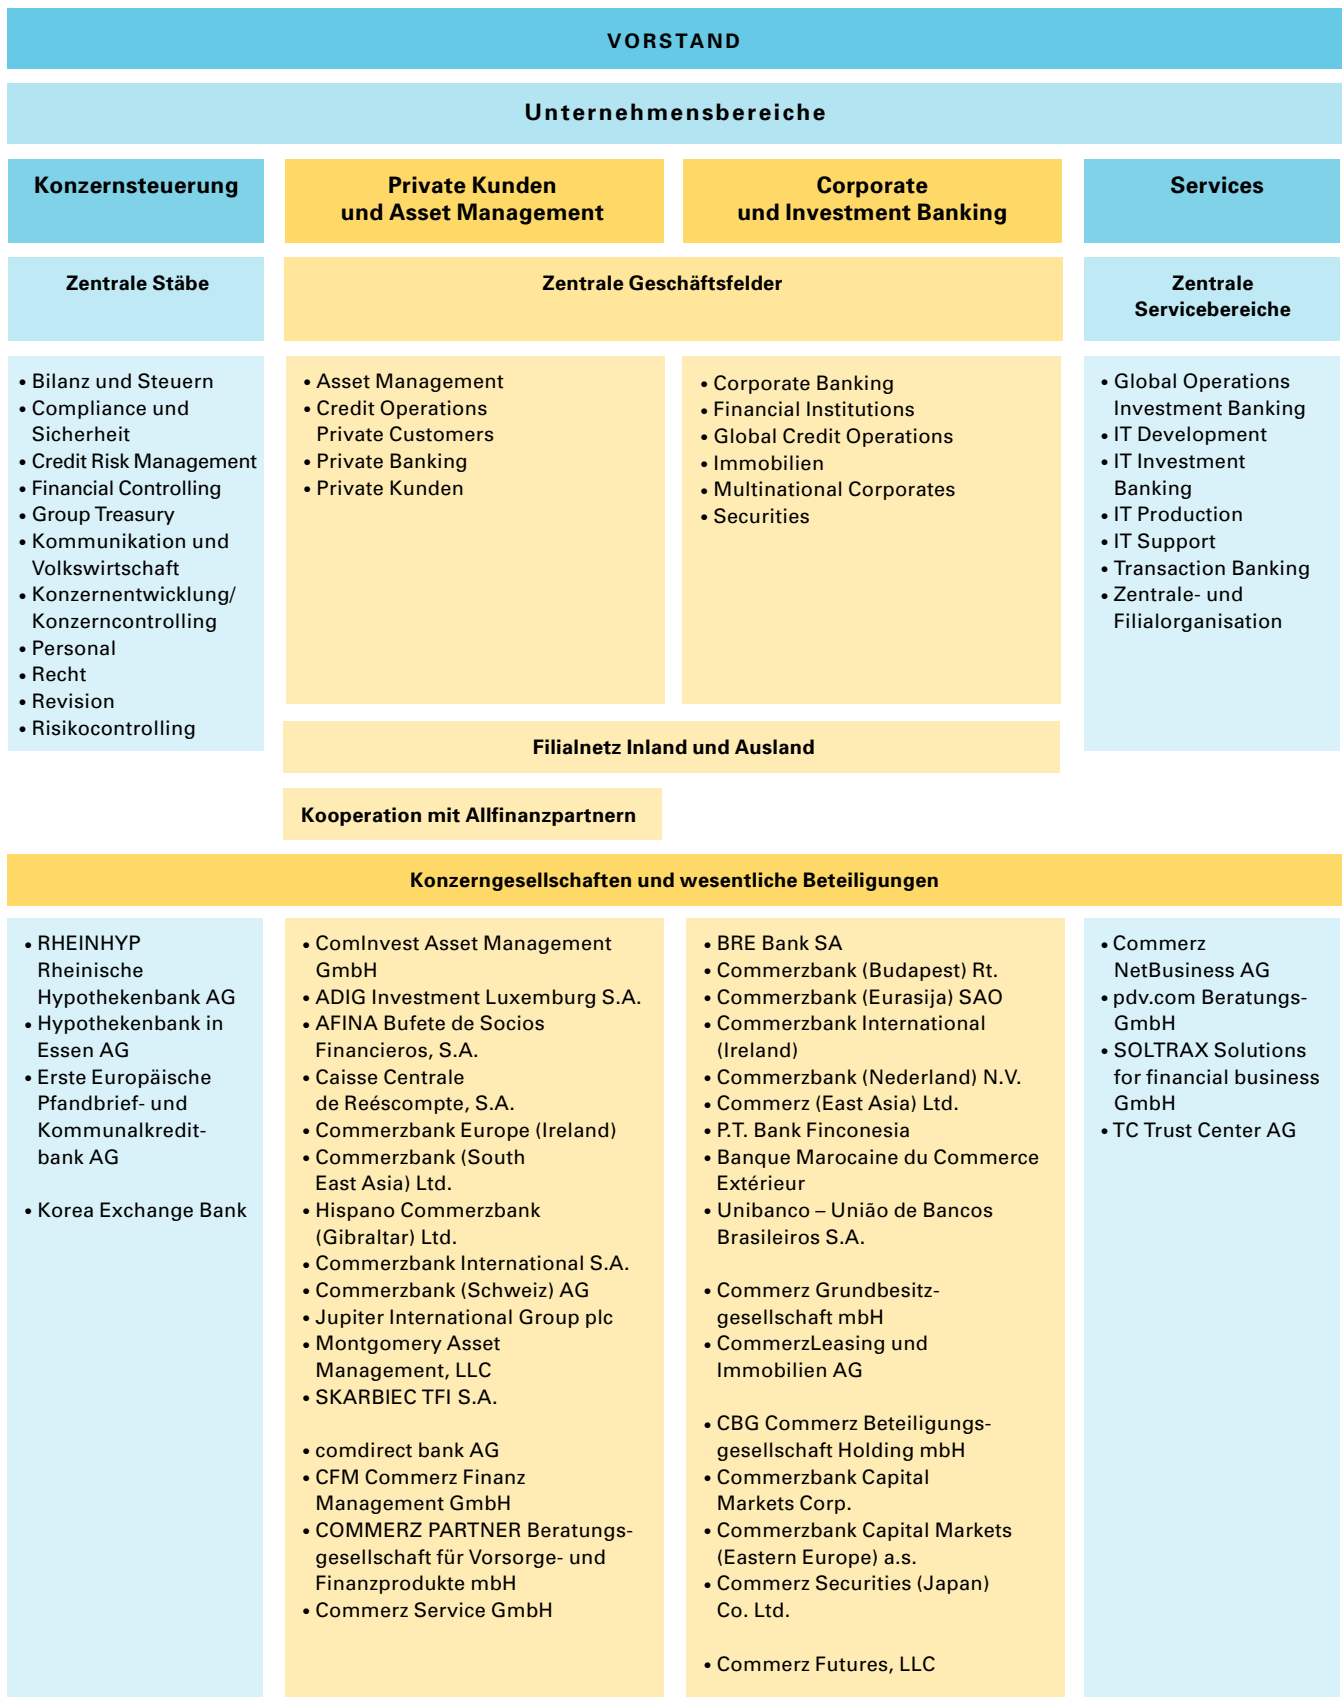 VORSTAND
Unternehmensbereiche
Konzernsteuerung
Private Kunden
und Asset Management
Corporate
und Investment Banking
Services
Zentrale Stäbe
Zentrale Geschäftsfelder
Zentrale
Servicebereiche
• Bilanz und Steuern
• Compliance und
Sicherheit
• Credit Risk Management
• Financial Controlling
• Group Treasury
• Kommunikation und
Volkswirtschaft
• Konzernentwicklung/
Konzerncontrolling
• Personal
• Recht
• Revision
• Risikocontrolling
• Asset Management
• Credit Operations
Private Customers
• Private Banking
• Private Kunden
• Corporate Banking
• Financial Institutions
• Global Credit Operations
• Immobilien
• Multinational Corporates
• Securities
• Global Operations
Investment Banking
• IT Development
• IT Investment
Banking
• IT Production
• IT Support
• Transaction Banking
• Zentrale- und
Filialorganisation
Filialnetz Inland und Ausland
Kooperation mit Allfinanzpartnern
Konzerngesellschaften und wesentliche Beteiligungen
• RHEINHYP
Rheinische
Hypothekenbank AG
• Hypothekenbank in
Essen AG
• Erste Europäische
Pfandbrief- und
Kommunalkredit-
bank AG
• Korea Exchange Bank
• ComInvest Asset Management
GmbH
• ADIG Investment Luxemburg S.A.
• AFINA Bufete de Socios
Financieros, S.A.
• Caisse Centrale
de Reéscompte, S.A.
• Commerzbank Europe (Ireland)
• Commerzbank (South
East Asia) Ltd.
• Hispano Commerzbank
(Gibraltar) Ltd.
• Commerzbank International S.A.
• Commerzbank (Schweiz) AG
• Jupiter International Group plc
• Montgomery Asset
Management, LLC
• SKARBIEC TFI S.A.
• comdirect bank AG
• CFM Commerz Finanz
Management GmbH
• COMMERZ PARTNER Beratungs-
gesellschaft für Vorsorge- und
Finanzprodukte mbH
• Commerz Service GmbH
• BRE Bank SA
• Commerzbank (Budapest) Rt.
• Commerzbank (Eurasija) SAO
• Commerzbank International
(Ireland)
• Commerzbank (Nederland) N.V.
• Commerz (East Asia) Ltd.
• P.T. Bank Finconesia
• Banque Marocaine du Commerce
Extérieur
• Unibanco – União de Bancos
Brasileiros S.A.
• Commerz Grundbesitz-
gesellschaft mbH
• CommerzLeasing und
Immobilien AG
• CBG Commerz Beteiligungs-
gesellschaft Holding mbH
• Commerzbank Capital
Markets Corp.
• Commerzbank Capital Markets
(Eastern Europe) a.s.
• Commerz Securities (Japan)
Co. Ltd.
• Commerz Futures, LLC
• Commerz
NetBusiness AG
• pdv.com Beratungs-
GmbH
• SOLTRAX Solutions
for financial business
GmbH
• TC Trust Center AG